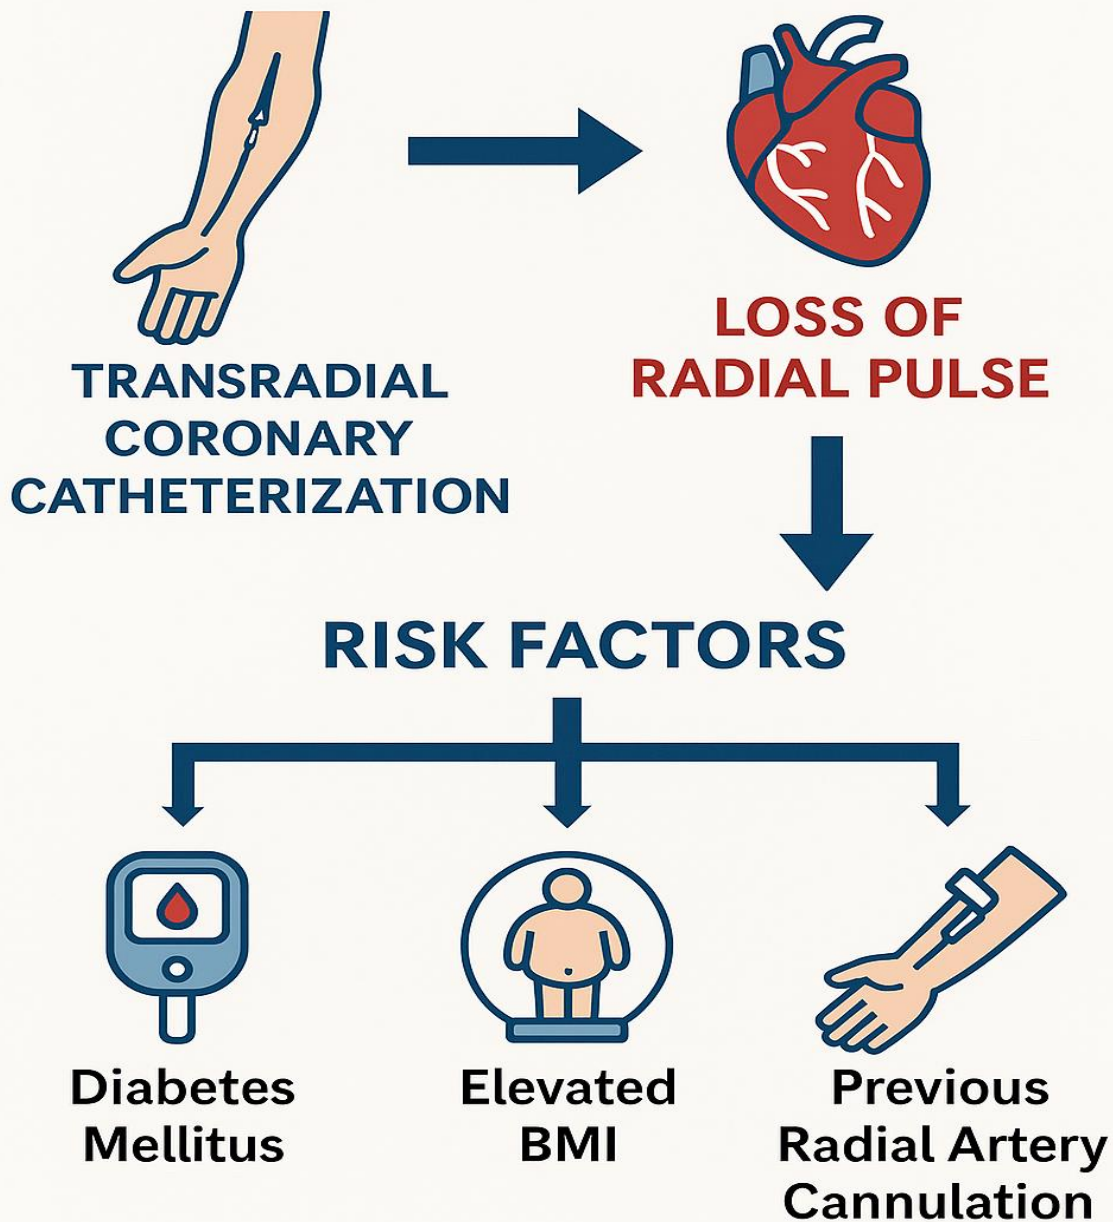 TRANSRADIAL
CORONARY
CATHETERIZATION
LOSS OF
RADIAL PULSE
RISK FACTORS
Diabetes
Mellitus
Elevated
BMI
Previous
Radial Artery
Cannulation